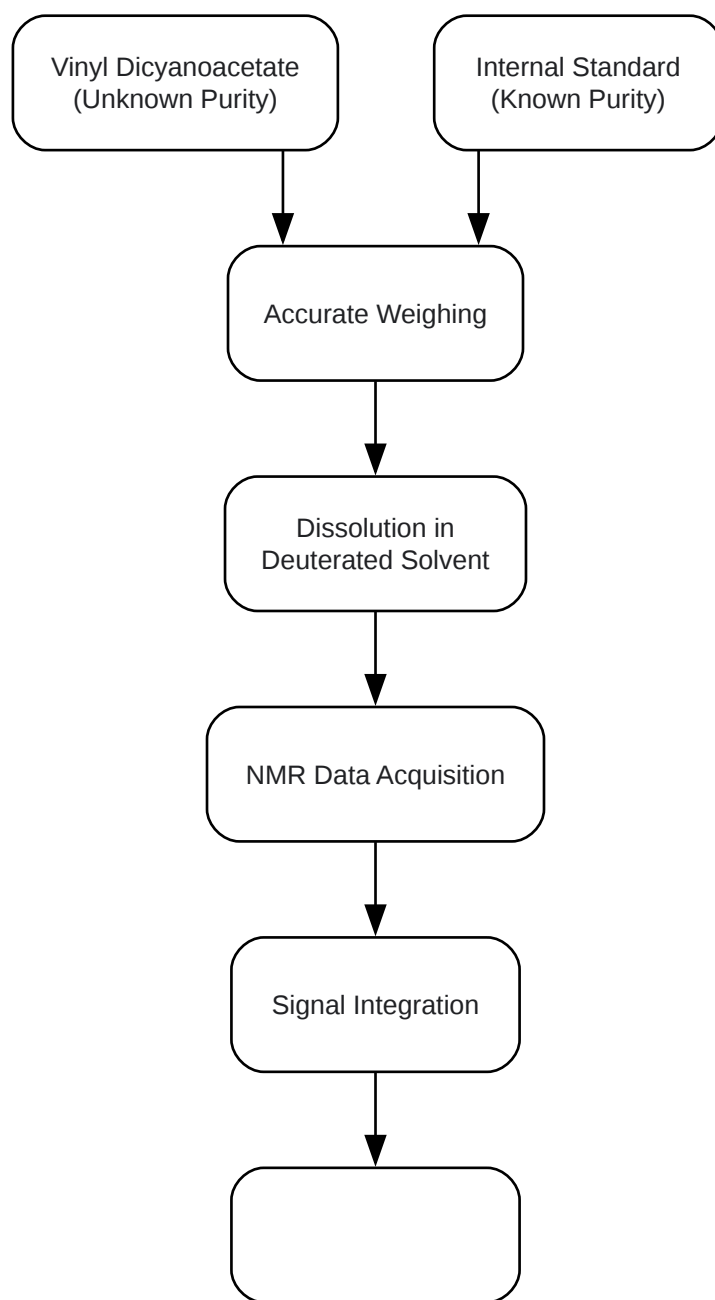 Vinyl Dicyanoacetate
(Unknown Purity)
Internal Standard
(Known Purity)
Accurate Weighing
Dissolution in
Deuterated Solvent
NMR Data Acquisition
Signal Integration